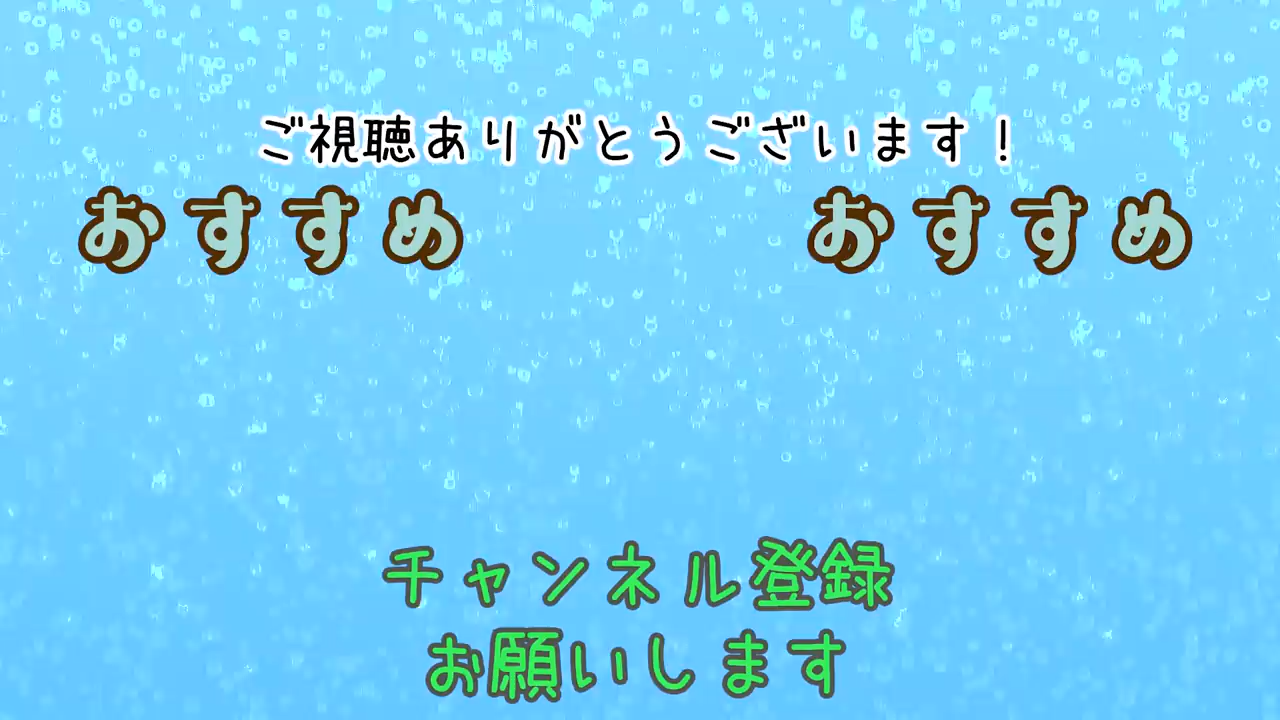 ご視聴ありがとうございます！
おすすめ
おすすめ
チャンネル登録
お願いします